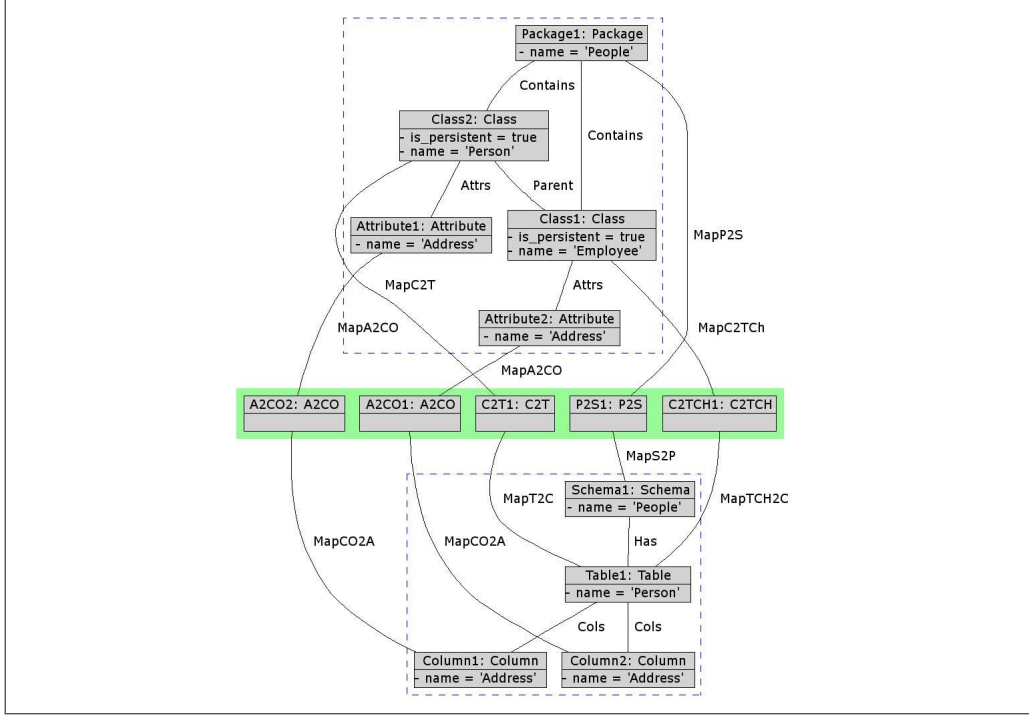 Package1: Package
- name = 'People'
Contains
Class2: Class
- is_persistent = true
- name = 'Person'
Contains
Attrs
Parent
Attribute1: Attribute
- name = 'Address'
Class1: Class
- is_persistent = true
- name = 'Employee'
MapP2S
MapC2T
Attrs
Attribute2: Attribute
- name = 'Address'
MapA2CO
MapC2TCh
MapA2CO
A2CO2: A2CO
A2CO1: A2CO
C2T1: C2T
P2S1: P2S
C2TCH1: C2TCH
MapS2P
Schema1: Schema
- name = 'People'
MapT2C
MapTCH2C
MapCO2A
MapCO2A
Has
Table1: Table
- name = 'Person'
Cols
Cols
Column1: Column
- name = 'Address'
Column2: Column
- name = 'Address'